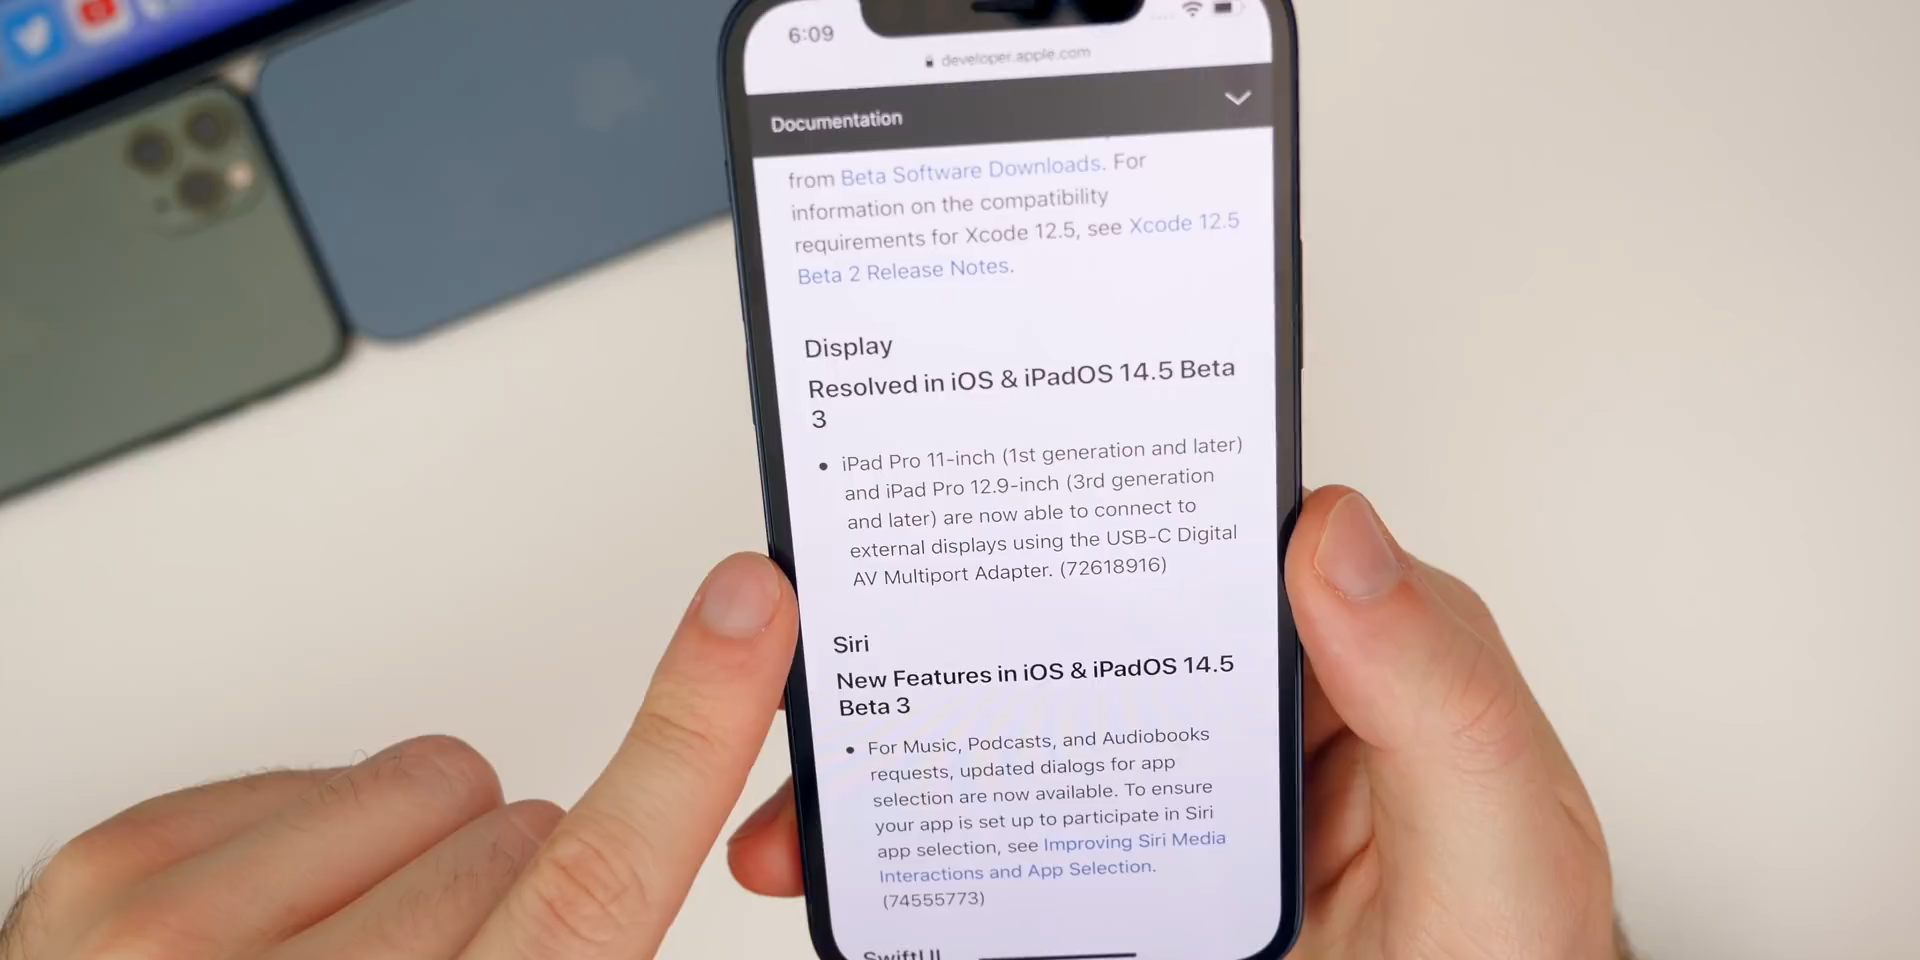 6:09
developer.apple.com
Documentation
from Beta Software Downloads. For
information on the compatibility
requirements for Xcode 12.5, see Xcode 12.5
Beta 2 Release Notes.
Display
Resolved in iOS & iPadOS 14.5 Beta
3
• iPad Pro 11-inch (1st generation and later)
and iPad Pro 12.9-inch (3rd generation
and later) are now able to connect to
external displays using the USB-C Digital
AV Multiport Adapter. (72618916)
Siri
New Features in iOS & iPadOS 14.5
Beta 3
• For Music, Podcasts, and Audiobooks
requests, updated dialogs for app
selection are now available. To ensure
your app is set up to participate in Siri
app selection, see Improving Siri Media
Interactions and App Selection.
(74555773)
SwiftUI